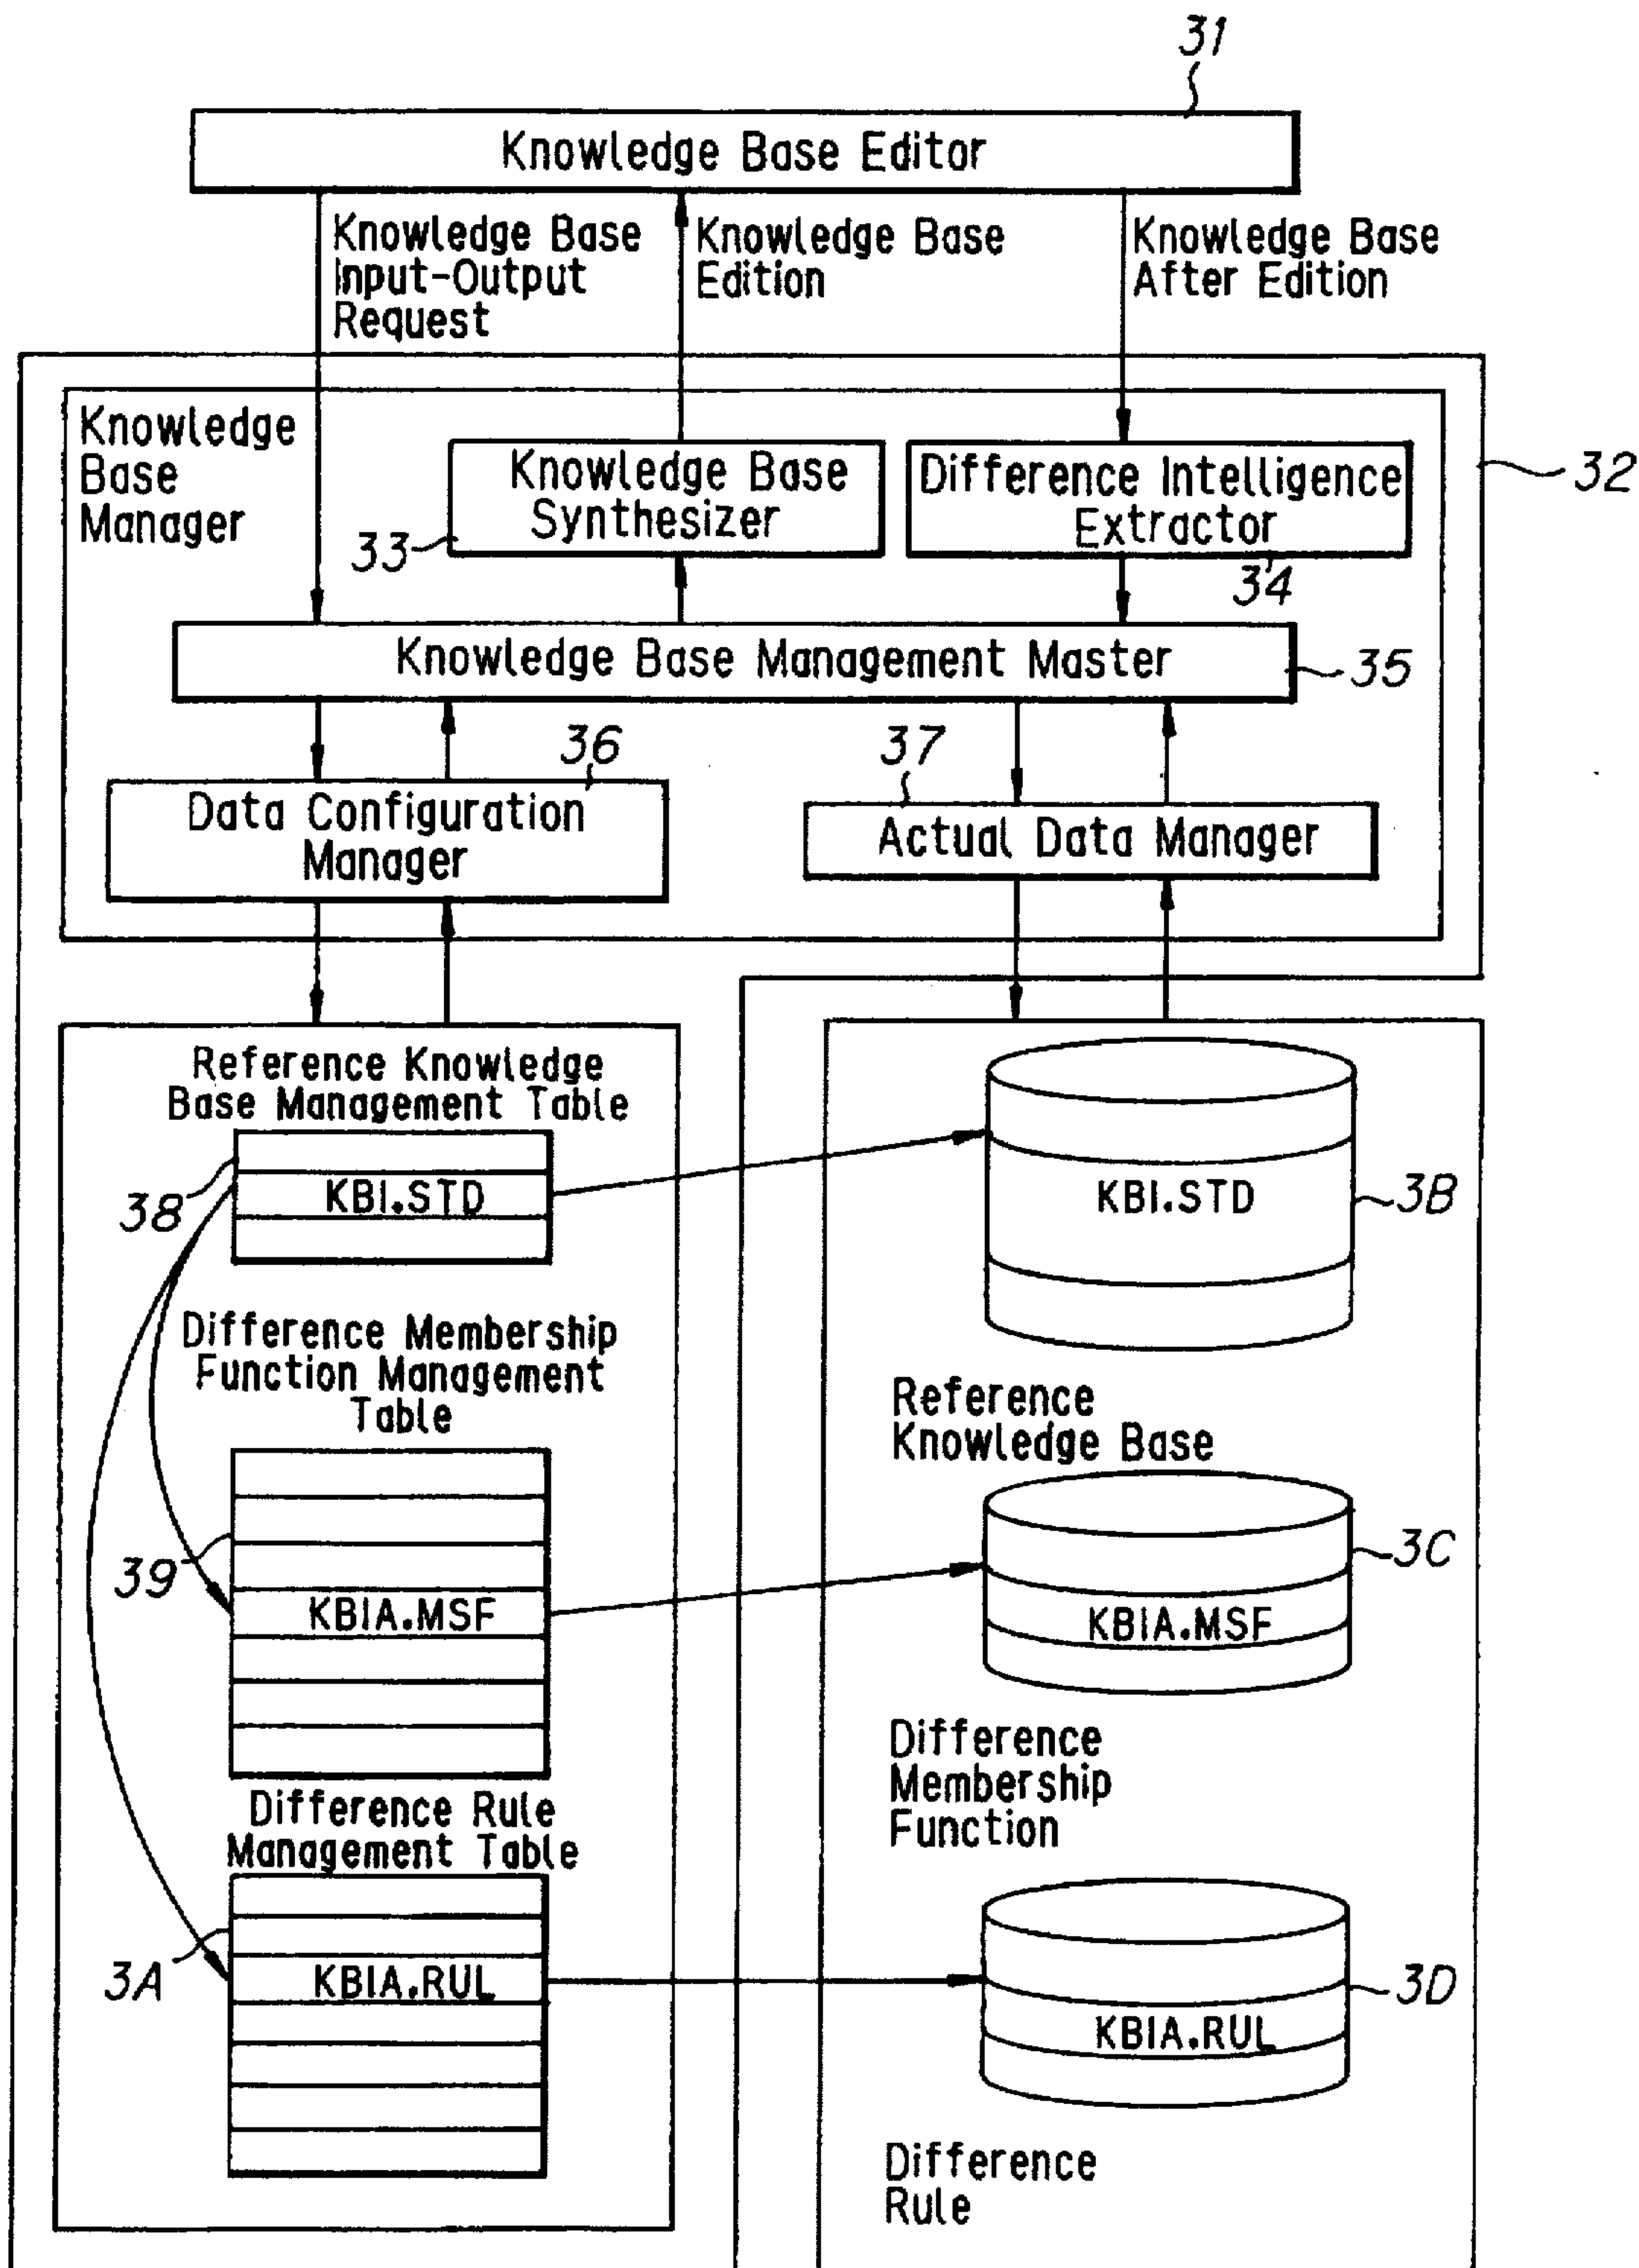 31
Knowledge Base Editor
Knowledge Base
Input-Output
Request
Knowledge Base
Edition
Knowledge Base
After Edition
Knowledge
Base
Manager
Knowledge Base
Synthesizer
33
Difference Intelligence
Extractor
34
32
Knowledge Base Management Master
35
36
Data Configuration
Manager
37
Actual Data Manager
Reference Knowledge
Base Management Table
38
KBI.STD
KBI.STD
3B
Reference
Knowledge Base
Difference Membership
Function Management
Table
39
KBIA.MSF
KBIA.MSF
3C
Difference
Membership
Function
Difference Rule
Management Table
3A
KBIA.RUL
KBIA.RUL
3D
Difference
Rule